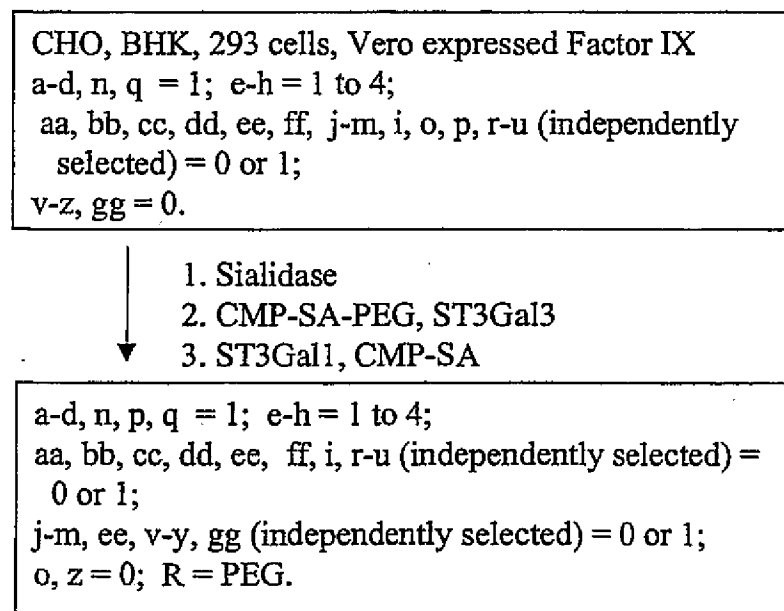 CHO, BHK, 293 cells, Vero expressed Factor IX
a-d, n, q = 1; e-h = 1 to 4;
aa, bb, cc, dd, ee, ff, j-m, i, o, p, r-u (independently
selected) = 0 or 1;
v-z, gg = 0.
1. Sialidase
2. CMP-SA-PEG, ST3Gal3
3. ST3Gal1, CMP-SA
a-d, n, p, q = 1; e-h = 1 to 4;
aa, bb, cc, dd, ee, ff, i, r-u (independently selected) =
0 or 1;
j-m, ee, v-y, gg (independently selected) = 0 or 1;
o, z = 0; R = PEG.